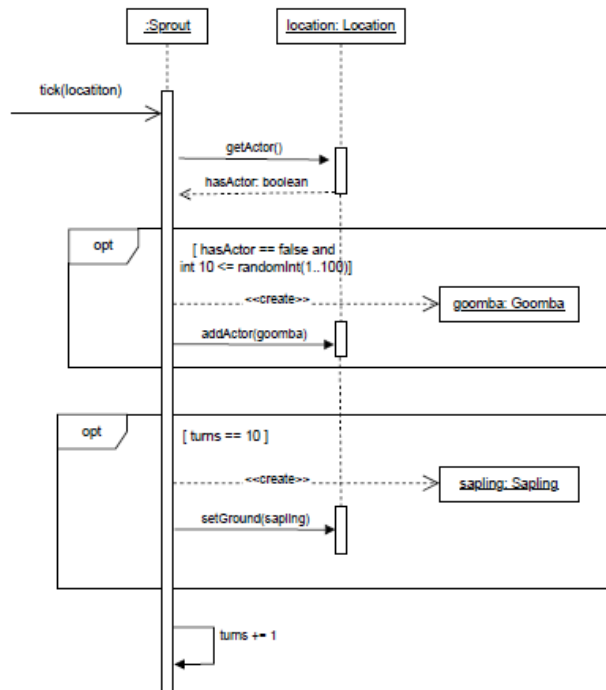 :Sprout
location: Location
tick(locatiton)
getActor()
hasActor: boolean
opt
[ hasActor == false and
int 10 <= randomInt(1..100)]
<<create>>
goomba: Goomba
addActor(goomba)
opt
[ turns == 10 ]
<<create>>
sapling: Sapling
setGround(sapling)
turns += 1